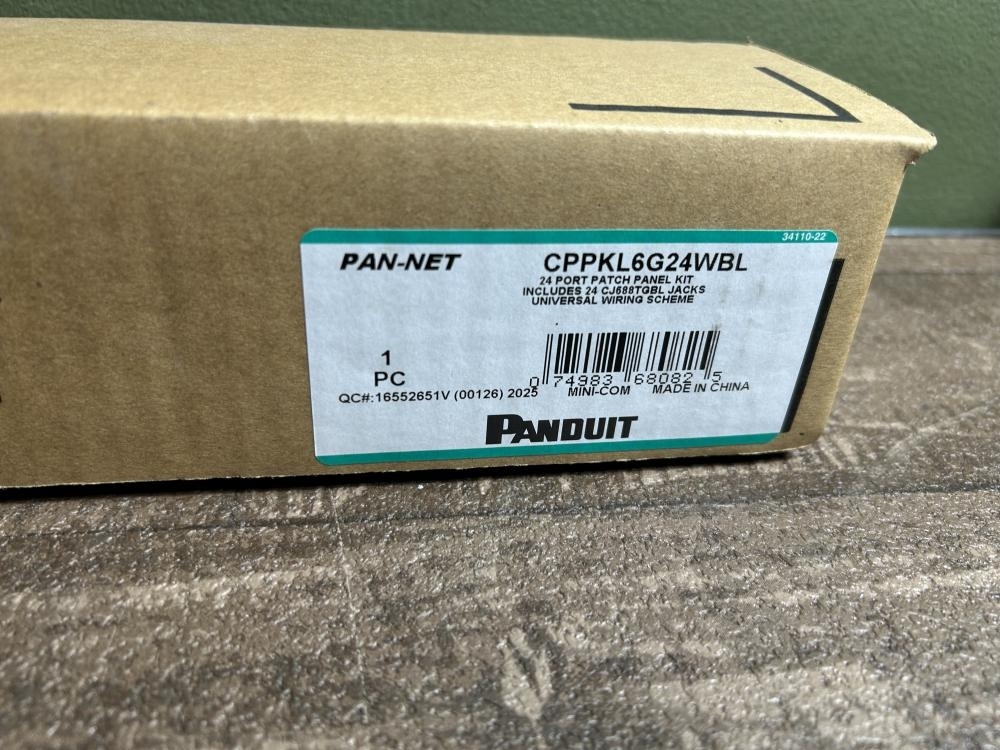 34110-22
PAN-NET
CPPKL6G24WBL
24 PORT PATCH PANEL KIT
INCLUDES 24 CJ688TGBL JACKS
UNIVERSAL WIRING SCHEME
1
PC
0 74983 68082 5
QC#:16552651V (00126) 2025
MINI-COM
MADE IN CHINA
PANDUIT